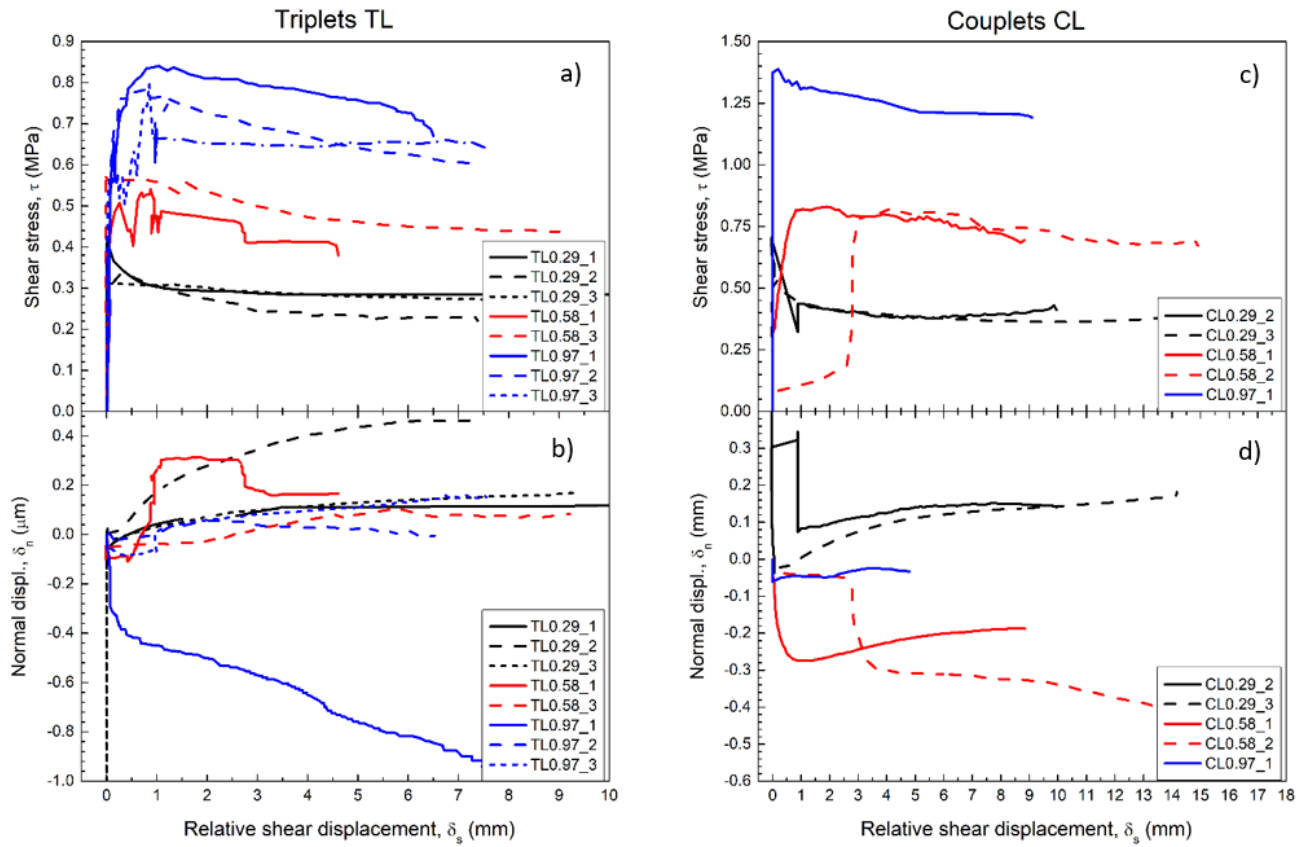 Triplets TL
Couplets CL
a)
0.9
0.8
0.7
0.6
0.5
0.4
0.3
0.2
0.1
0.0
Shear stress, τ (MPa)
TL0.29_1
TL0.29_2
TL0.29_3
TL0.58_1
TL0.58_3
TL0.97_1
TL0.97_2
TL0.97_3
c)
1.50
1.25
1.00
0.75
0.50
0.25
0.00
Shear stress, τ (MPa)
CL0.29_2
CL0.29_3
CL0.58_1
CL0.58_2
CL0.97_1
b)
0.4
0.2
0.0
-0.2
-0.4
-0.6
-0.8
-1.0
Normal displ., δn (μm)
TL0.29_1
TL0.29_2
TL0.29_3
TL0.58_1
TL0.58_3
TL0.97_1
TL0.97_2
TL0.97_3
0 1 2 3 4 5 6 7 8 9 10
Relative shear displacement, δs (mm)
d)
0.3
0.2
0.1
0.0
-0.1
-0.2
-0.3
-0.4
-0.5
-0.6
Normal displ., δn (mm)
CL0.29_2
CL0.29_3
CL0.58_1
CL0.58_2
CL0.97_1
0 1 2 3 4 5 6 7 8 9 10 11 12 13 14 15 16 17 18
Relative shear displacement, δs (mm)